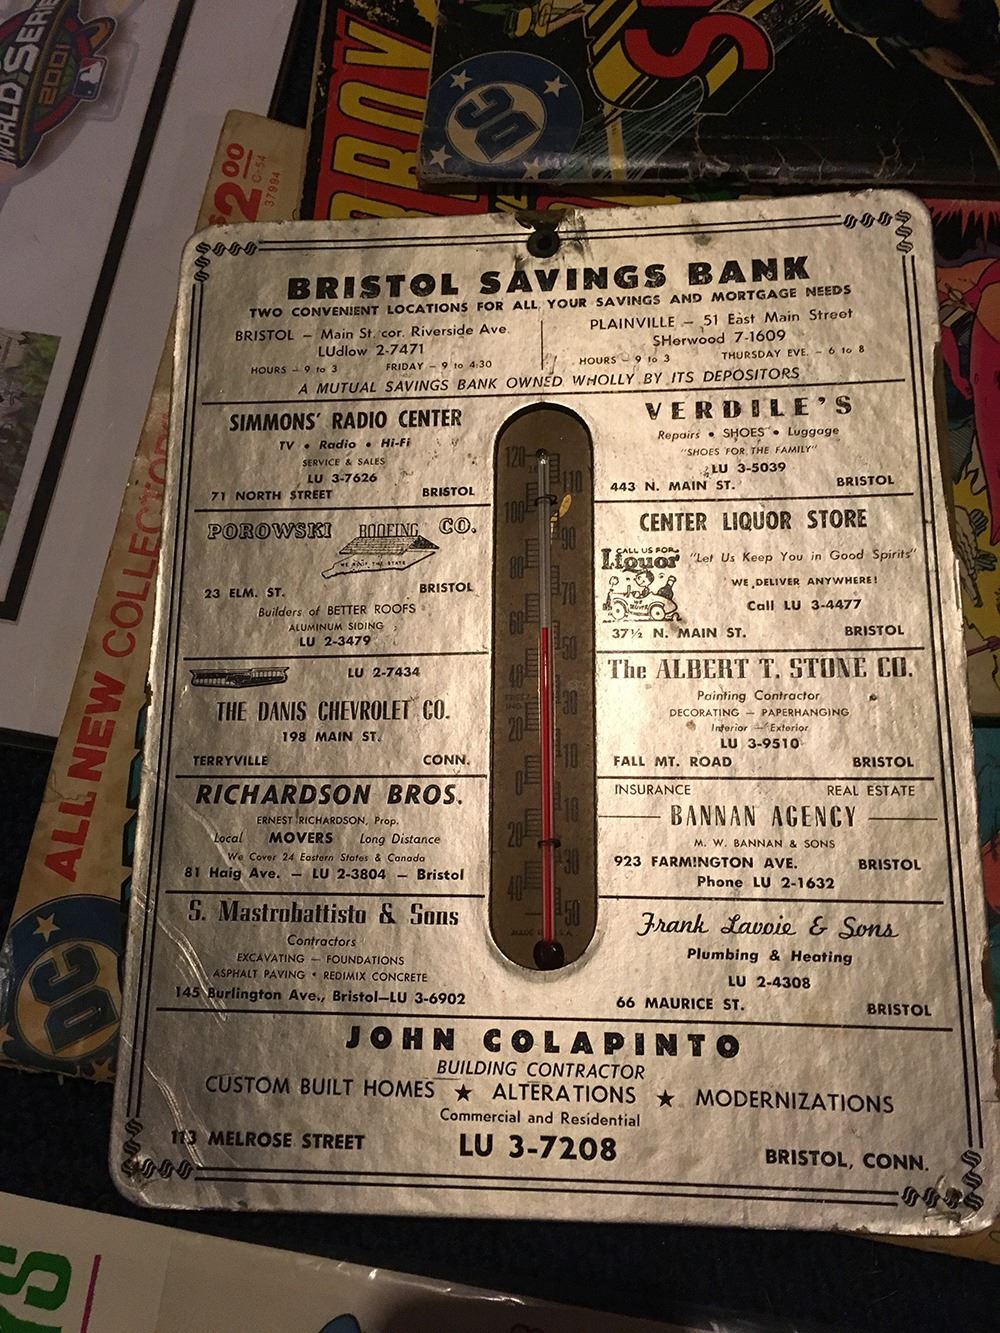 WORLD SERIES
2001
DC
BOY
$2.00
C-54
37994
ALL NEW COLLECTORS'
DC
BRISTOL SAVINGS BANK
TWO CONVENIENT LOCATIONS FOR ALL YOUR SAVINGS AND MORTGAGE NEEDS
BRISTOL — Main St. cor. Riverside Ave.
LUdlow 2-7471
HOURS — 9 to 3 FRIDAY — 9 to 4:30
PLAINVILLE — 51 East Main Street
SHerwood 7-1609
HOURS — 9 to 3 THURSDAY EVE. — 6 to 8
A MUTUAL SAVINGS BANK OWNED WHOLLY BY ITS DEPOSITORS
SIMMONS' RADIO CENTER
TV • Radio • Hi-Fi
SERVICE & SALES
LU 3-7626
71 NORTH STREET BRISTOL
POROWSKI ROOFING CO.
WE ROOF THE STATE
23 ELM. ST. BRISTOL
Builders of BETTER ROOFS
ALUMINUM SIDING
LU 2-3479
LU 2-7434
THE DANIS CHEVROLET CO.
198 MAIN ST.
TERRYVILLE CONN.
RICHARDSON BROS.
ERNEST RICHARDSON, Prop.
Local MOVERS Long Distance
We Cover 24 Eastern States & Canada
81 Haig Ave. — LU 2-3804 — Bristol
S. Mastrobattisto & Sons
Contractors
EXCAVATING — FOUNDATIONS
ASPHALT PAVING • REDIMIX CONCRETE
145 Burlington Ave., Bristol—LU 3-6902
120
110
100
90
80
70
60
50
40
30
20
10
0
10
20
30
40
50
VERDILE'S
Repairs • SHOES • Luggage
"SHOES FOR THE FAMILY"
LU 3-5039
443 N. MAIN ST. BRISTOL
CENTER LIQUOR STORE
CALL US FOR
Liquor
"Let Us Keep You in Good Spirits"
WE DELIVER ANYWHERE!
Call LU 3-4477
37½ N. MAIN ST. BRISTOL
The ALBERT T. STONE CO.
Painting Contractor
DECORATING — PAPERHANGING
Interior — Exterior
LU 3-9510
FALL MT. ROAD BRISTOL
INSURANCE REAL ESTATE
BANNAN AGENCY
M. W. BANNAN & SONS
923 FARMINGTON AVE. BRISTOL
Phone LU 2-1632
Frank Lavoie & Sons
Plumbing & Heating
LU 2-4308
66 MAURICE ST. BRISTOL
JOHN COLAPINTO
BUILDING CONTRACTOR
CUSTOM BUILT HOMES ★ ALTERATIONS ★ MODERNIZATIONS
Commercial and Residential
113 MELROSE STREET LU 3-7208 BRISTOL, CONN.